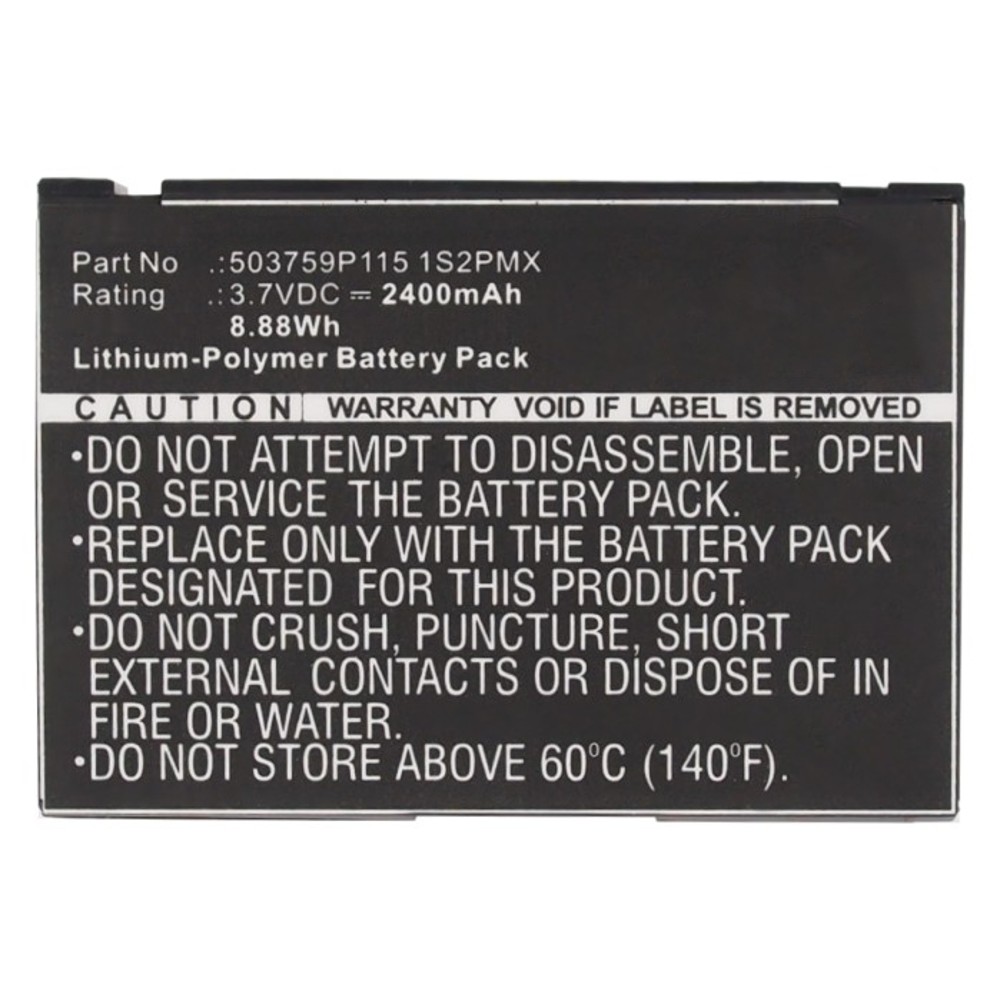 Part No .:503759P115 1S2PMX
Rating .:3.7VDC ⎓ 2400mAh
8.88Wh
Lithium-Polymer Battery Pack
CAUTION WARRANTY VOID IF LABEL IS REMOVED
•DO NOT ATTEMPT TO DISASSEMBLE, OPEN
OR SERVICE THE BATTERY PACK.
•REPLACE ONLY WITH THE BATTERY PACK
DESIGNATED FOR THIS PRODUCT.
•DO NOT CRUSH, PUNCTURE, SHORT
EXTERNAL CONTACTS OR DISPOSE OF IN
FIRE OR WATER.
•DO NOT STORE ABOVE 60°C (140°F).